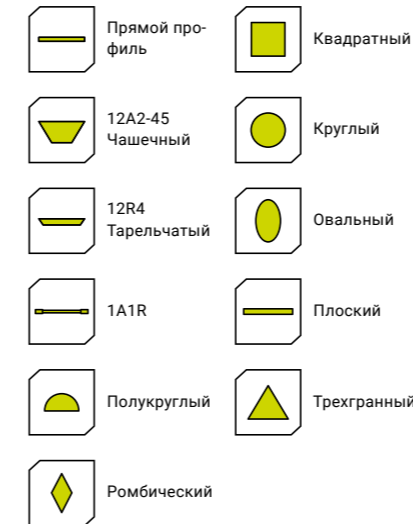 Прямой про-
филь
12А2-45
Чашечный
12R4
Тарельчатый
1A1R
Полукруглый
Ромбический
Квадратный
Круглый
Овальный
Плоский
Трехгранный